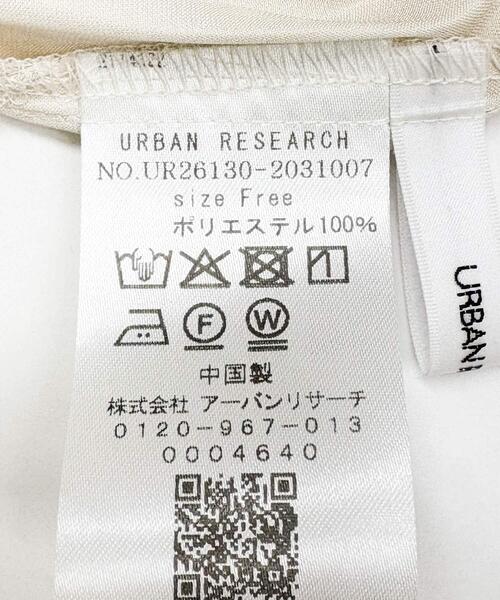 URBAN RESEARCH
NO.UR26130-2031007
size Free
ポリエステル100%
F W
中国製
株式会社 アーバンリサーチ
0120-967-013
0004640
URBAN